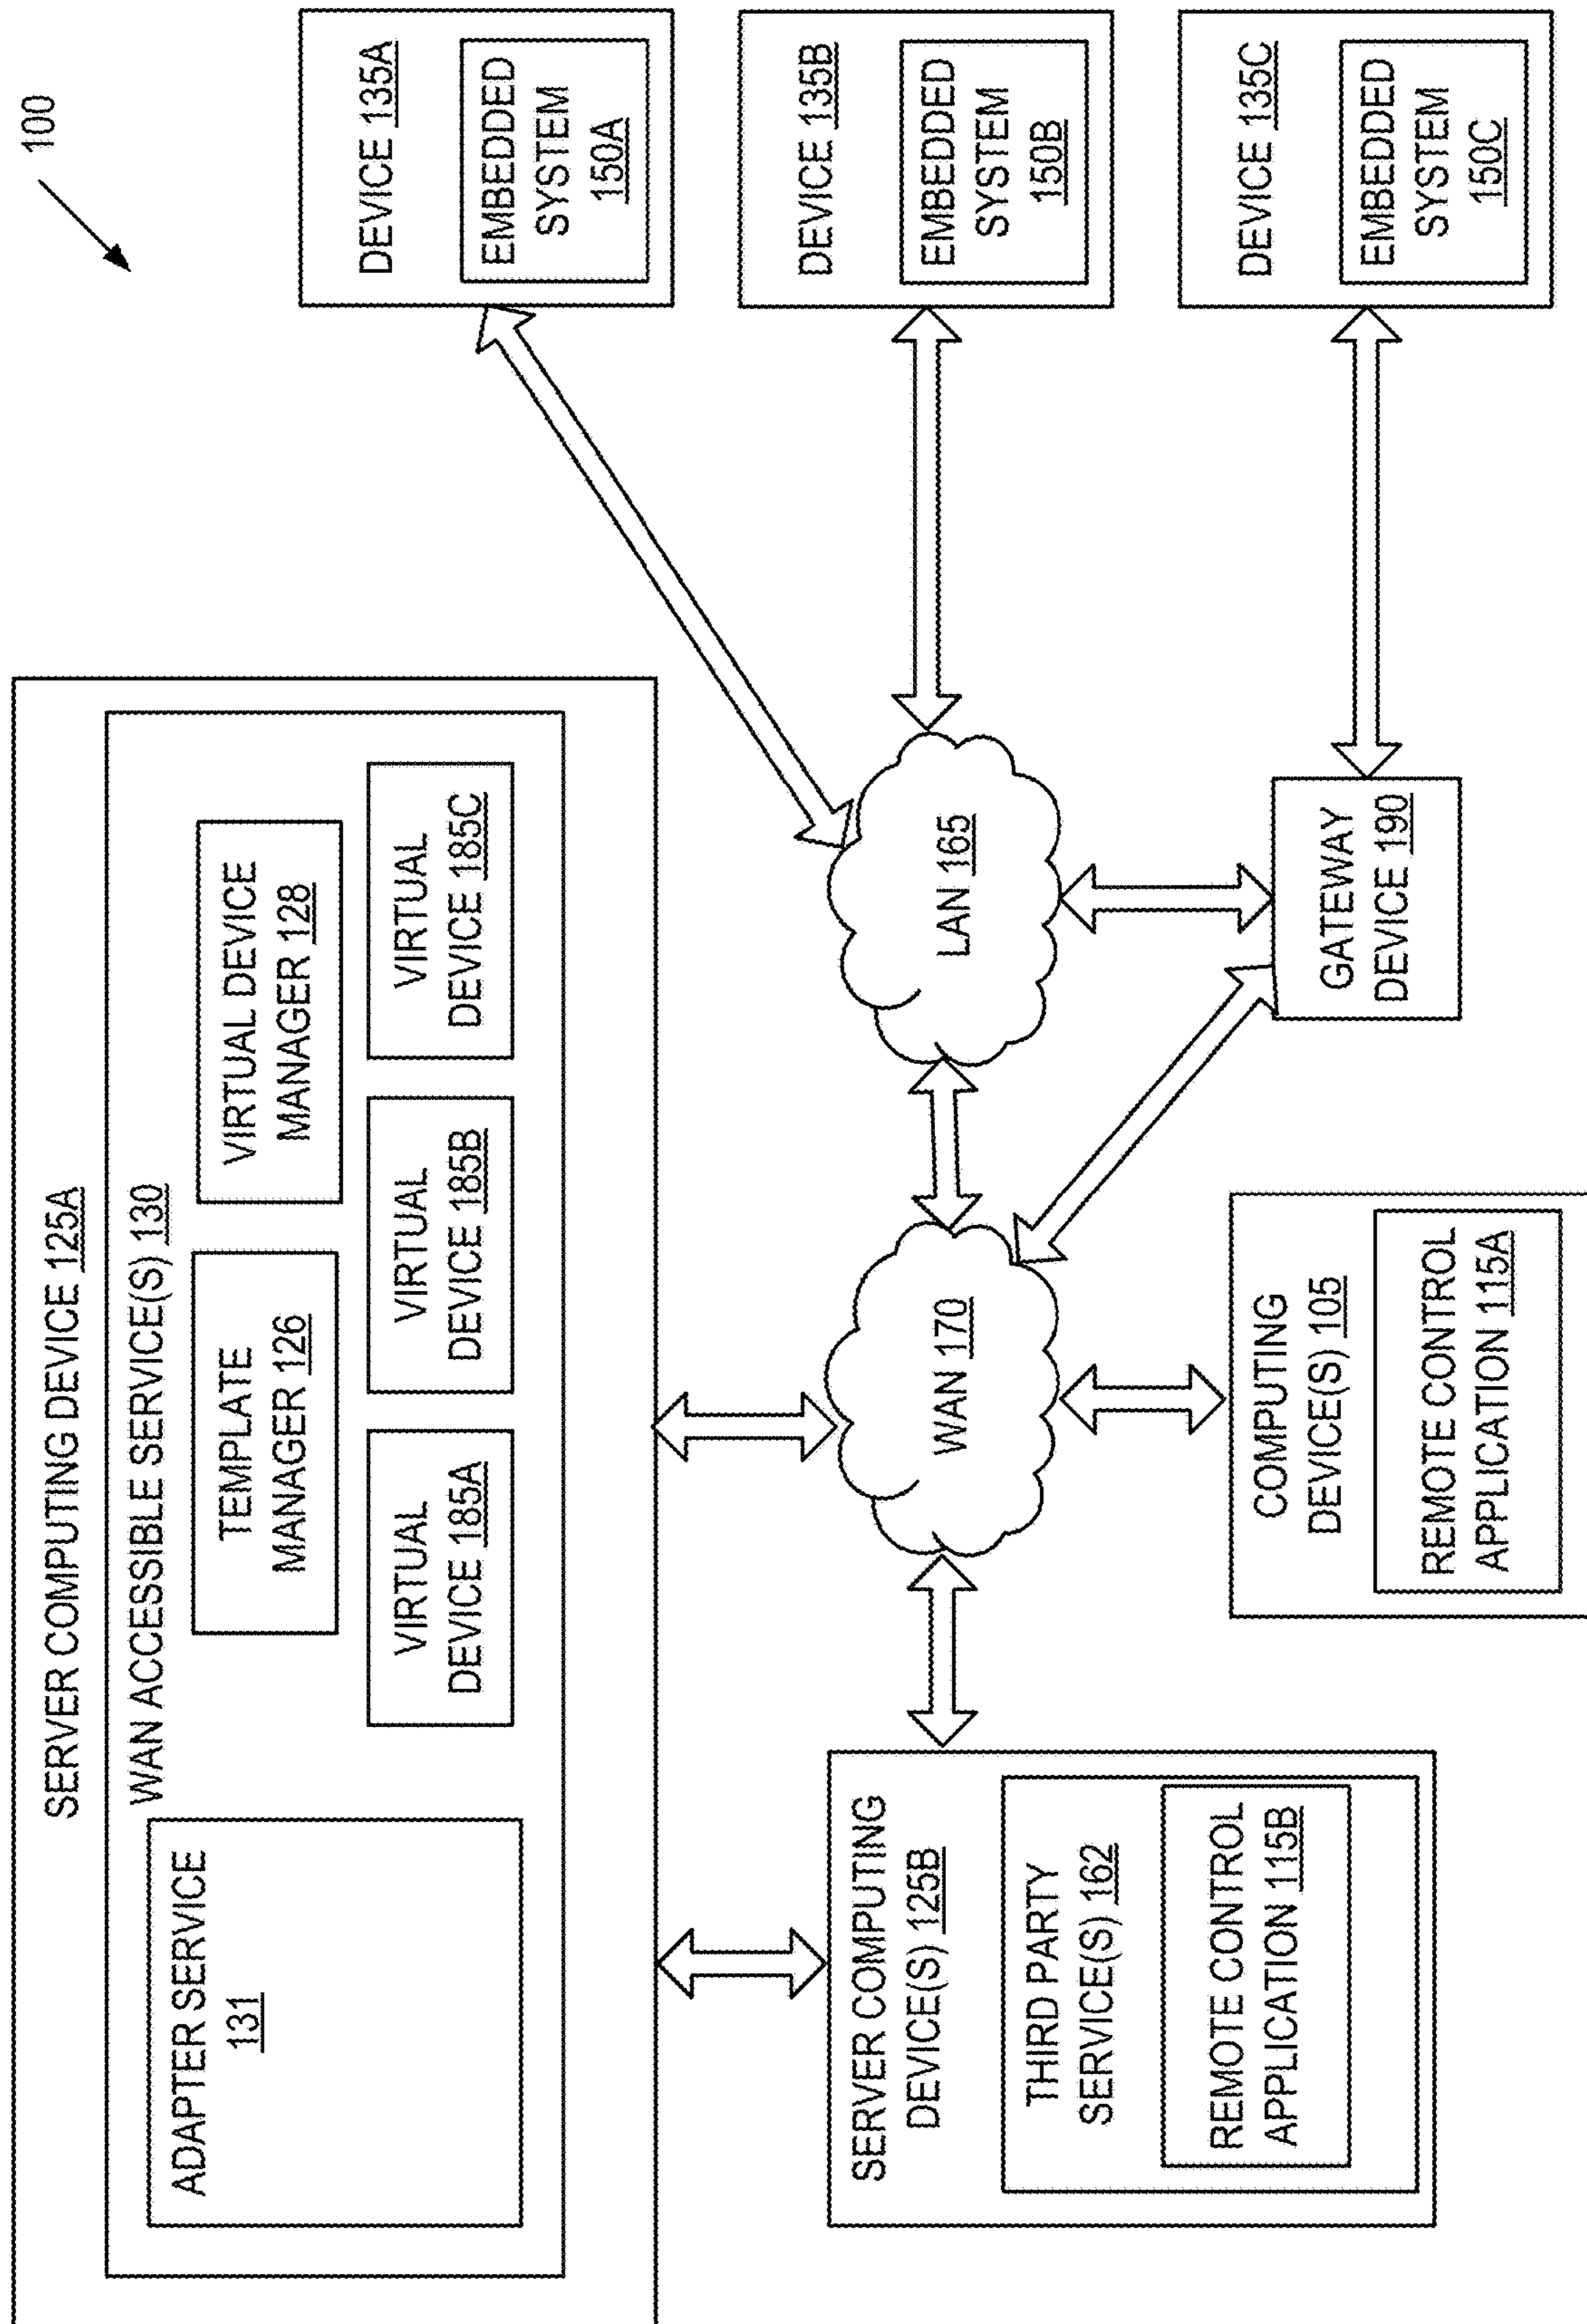 100
SERVER COMPUTING DEVICE 125A
WAN ACCESSIBLE SERVICE(S) 130
ADAPTER SERVICE
131
TEMPLATE
MANAGER 126
VIRTUAL DEVICE
MANAGER 128
VIRTUAL
DEVICE 185A
VIRTUAL
DEVICE 185B
VIRTUAL
DEVICE 185C
DEVICE 135A
EMBEDDED
SYSTEM
150A
SERVER COMPUTING
DEVICE(S) 125B
THIRD PARTY
SERVICE(S) 162
REMOTE CONTROL
APPLICATION 115B
WAN 170
LAN 165
DEVICE 135B
EMBEDDED
SYSTEM
150B
COMPUTING
DEVICE(S) 105
REMOTE CONTROL
APPLICATION 115A
GATEWAY
DEVICE 190
DEVICE 135C
EMBEDDED
SYSTEM
150C